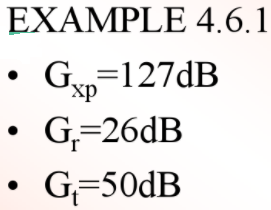 EXAMPLE 4.6.1
• Gxp=127dB
• Gr=26dB
• Gt=50dB